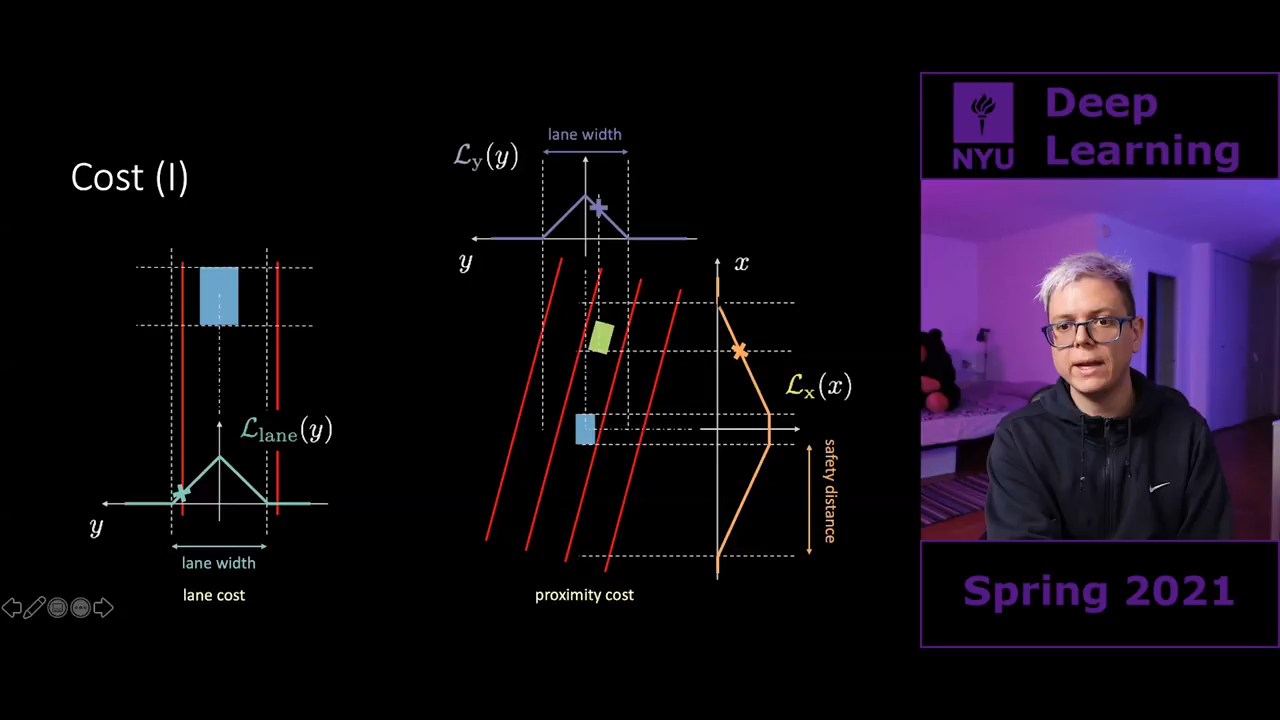 Cost (I)
ℒlane(y)
y
lane width
lane cost
lane width
ℒy(y)
y
x
ℒx(x)
safety distance
proximity cost
NYU
Deep
Learning
Spring 2021